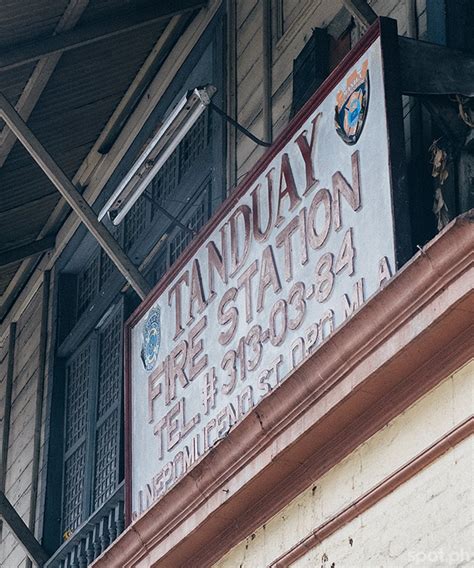 TANDUAY
FIRE STATION
TEL. # 313-03-84
J. NEPOMUCENO ST. QPO. MLA
spot.ph